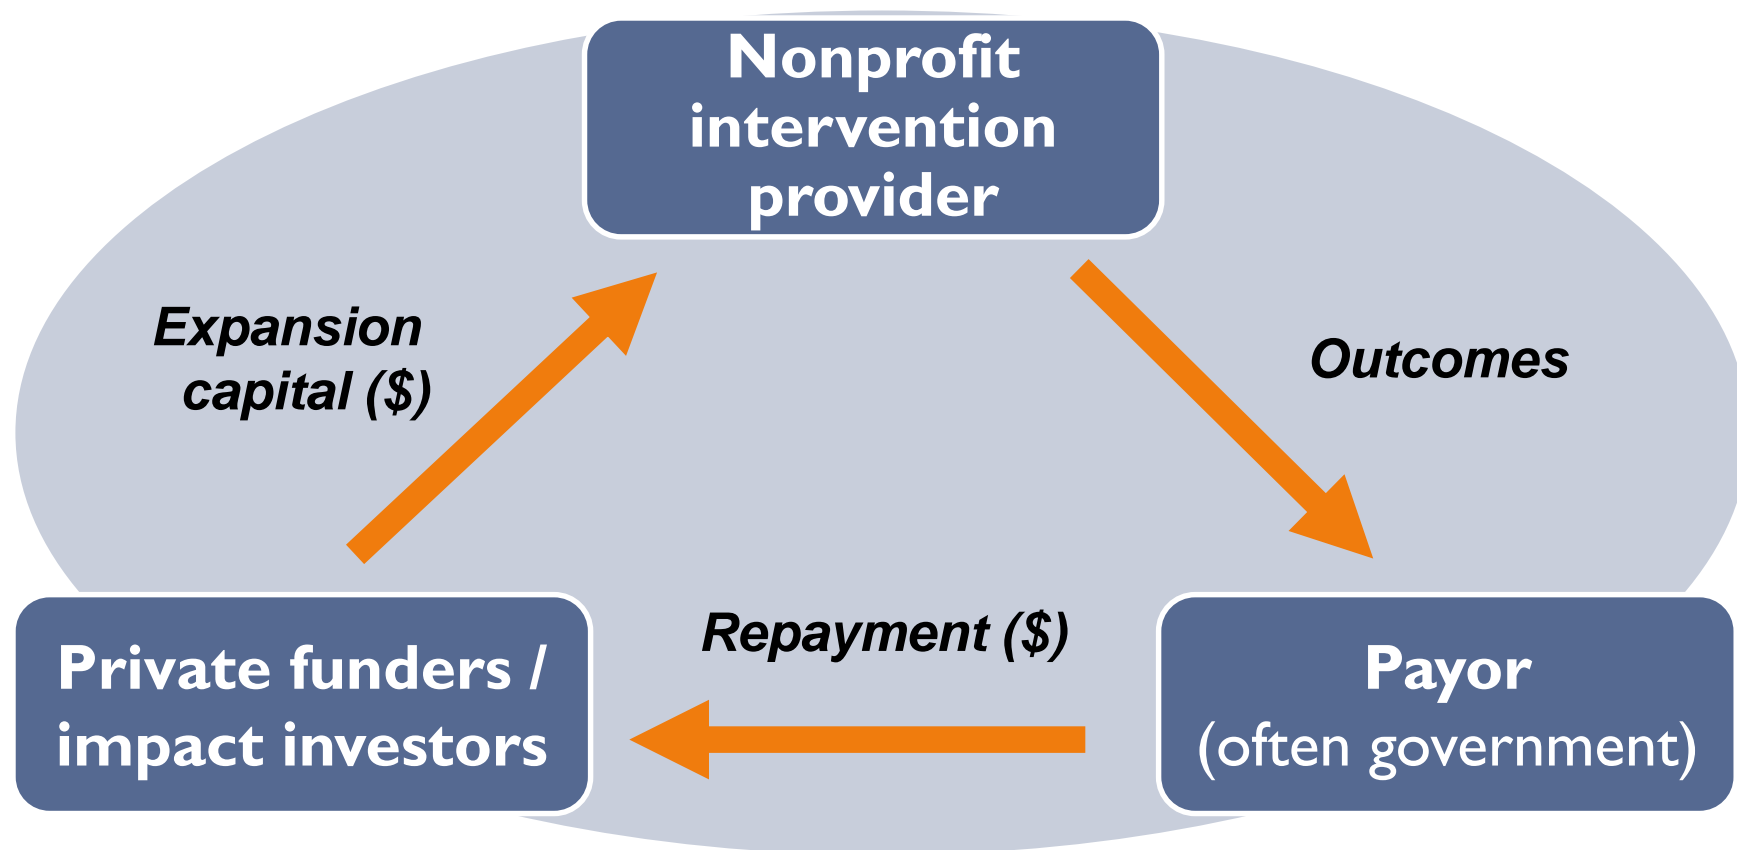 Nonprofit
intervention
provider
Expansion
capital ($)
Outcomes
Repayment ($)
Private funders /
impact investors
Payor
(often government)